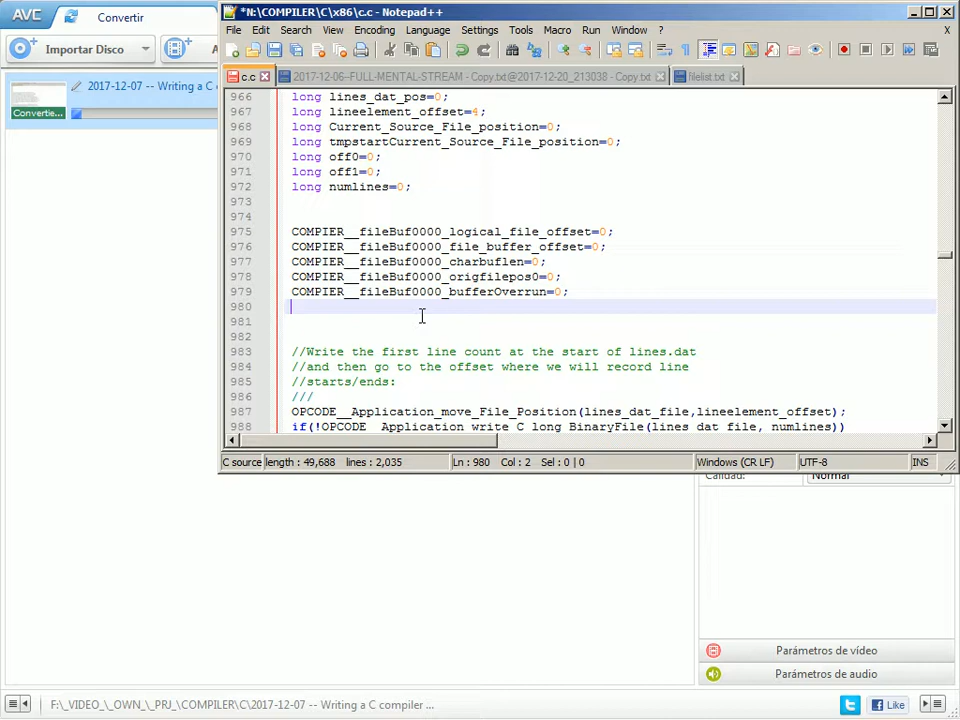 AVC
Convertir
Importar Disco
A
2017-12-07 -- Writing a C
Convertie...
*N:\COMPILER\C\x86\c.c - Notepad++
File Edit Search View Encoding Language Settings Tools Macro Run Window ? X
c.c
2017-12-06--FULL-MENTAL-STREAM - Copy.txt@2017-12-20_213038 - Copy.txt
filelist.txt
966 long lines_dat_pos=0;
967 long lineelement_offset=4;
968 long Current_Source_File_position=0;
969 long tmpstartCurrent_Source_File_position=0;
970 long off0=0;
971 long off1=0;
972 long numlines=0;
973
974
975 COMPIER__fileBuf0000_logical_file_offset=0;
976 COMPIER__fileBuf0000_file_buffer_offset=0;
977 COMPIER__fileBuf0000_charbuflen=0;
978 COMPIER__fileBuf0000_origfilepos0=0;
979 COMPIER__fileBuf0000_bufferOverrun=0;
980
981
982
983 //Write the first line count at the start of lines.dat
984 //and then go to the offset where we will record line
985 //starts/ends:
986 ///
987 OPCODE__Application_move_File_Position(lines_dat_file,lineelement_offset);
988 if(!OPCODE__Application_write_C_long_BinaryFile(lines_dat_file, numlines))
C source length : 49,688 lines : 2,035 Ln : 980 Col : 2 Sel : 0 | 0 Windows (CR LF) UTF-8 INS
Calidad: Normal
Parámetros de vídeo
Parámetros de audio
F:\_VIDEO_\_OWN_\_PRJ_\COMPILER\C\2017-12-07 -- Writing a C compiler ...
Like